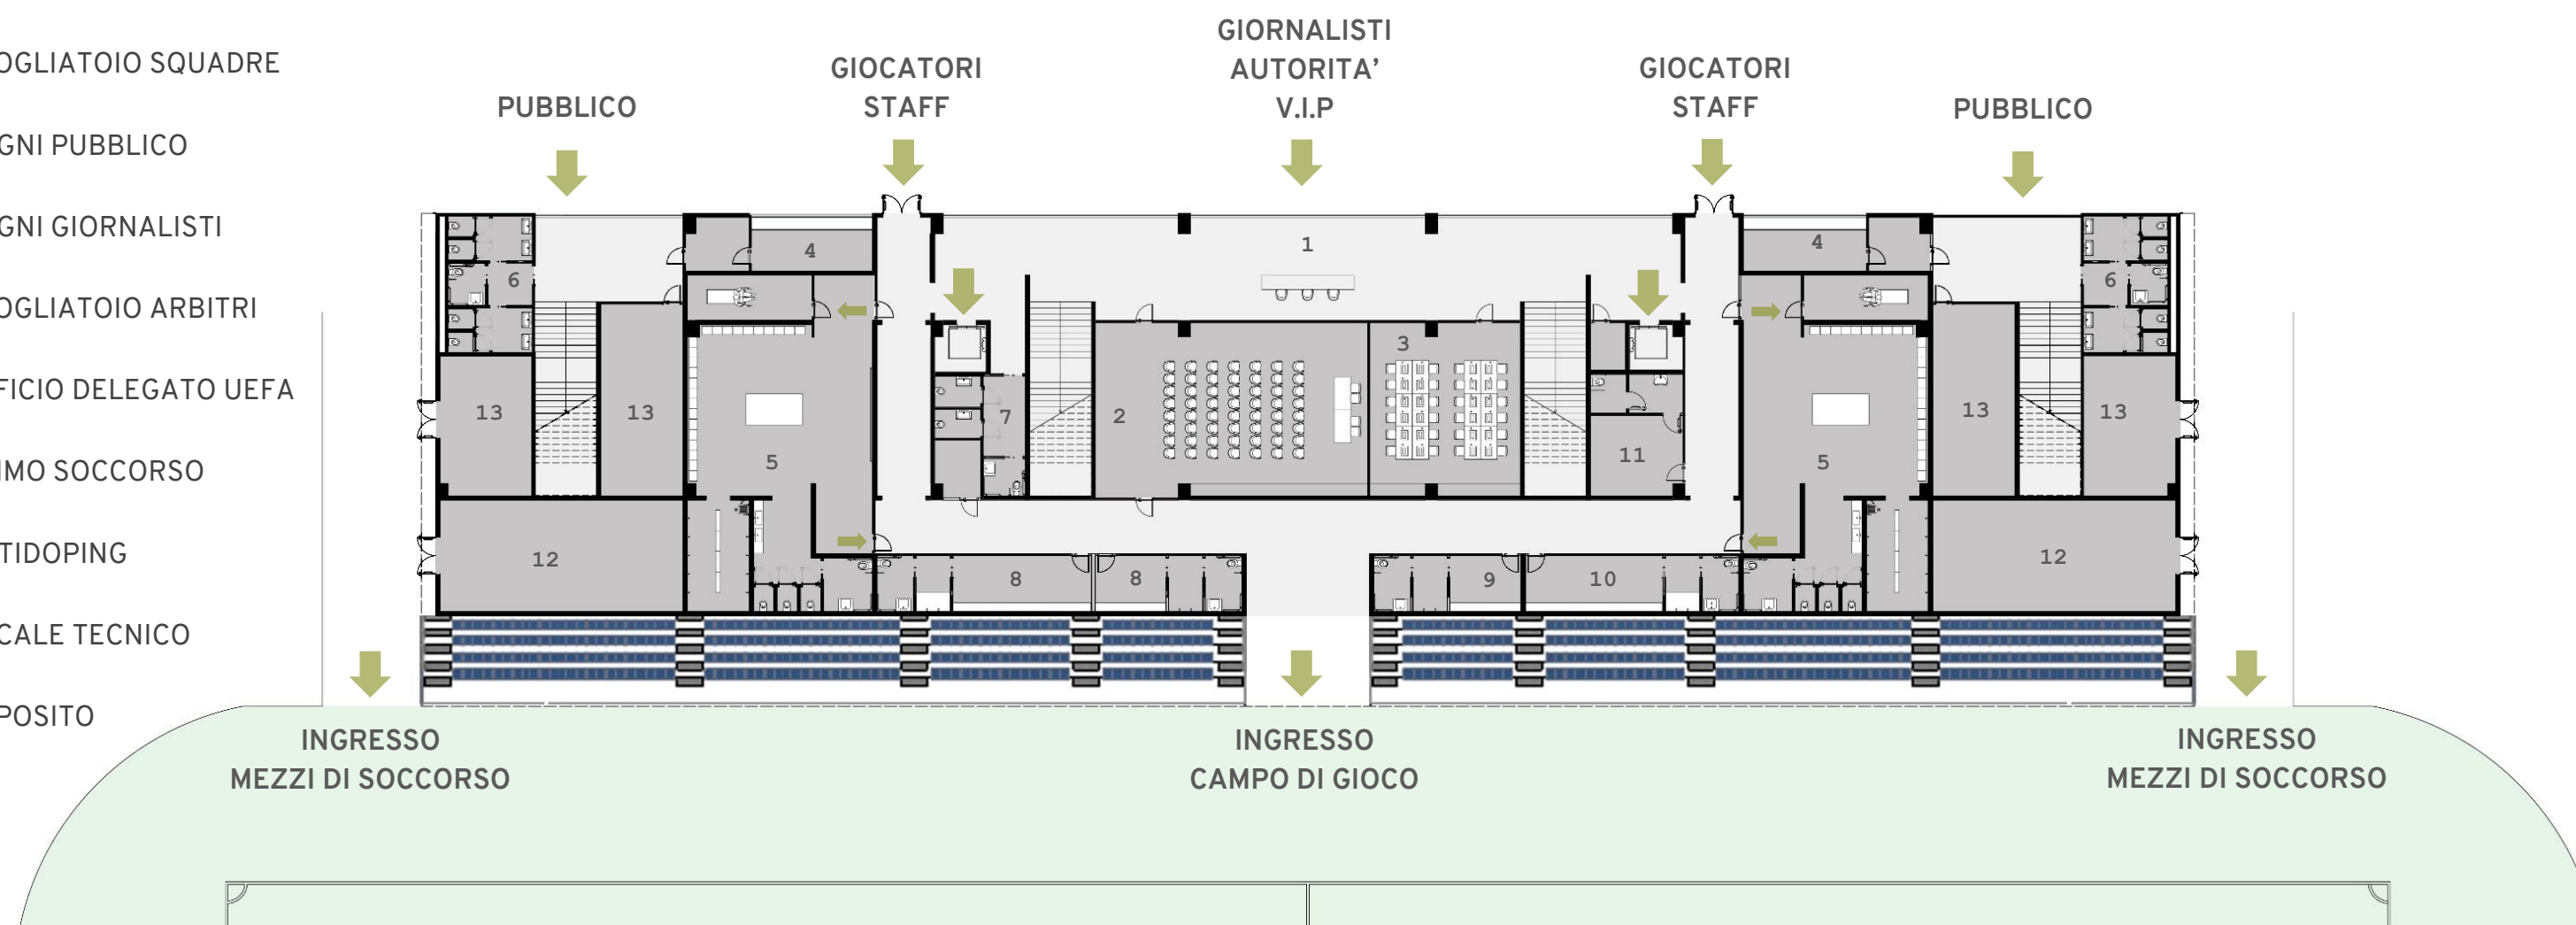 OGLIATOIO SQUADRE
GNI PUBBLICO
GNI GIORNALISTI
OGLIATOIO ARBITRI
FICIO DELEGATO UEFA
IMO SOCCORSO
TIDOPING
CALE TECNICO
POSITO
PUBBLICO
GIOCATORI
STAFF
GIORNALISTI
AUTORITA'
V.I.P
GIOCATORI
STAFF
PUBBLICO
4
1
4
6
6
3
13
13
7
2
11
5
5
13
13
12
8
8
9
10
12
INGRESSO
MEZZI DI SOCCORSO
INGRESSO
CAMPO DI GIOCO
INGRESSO
MEZZI DI SOCCORSO